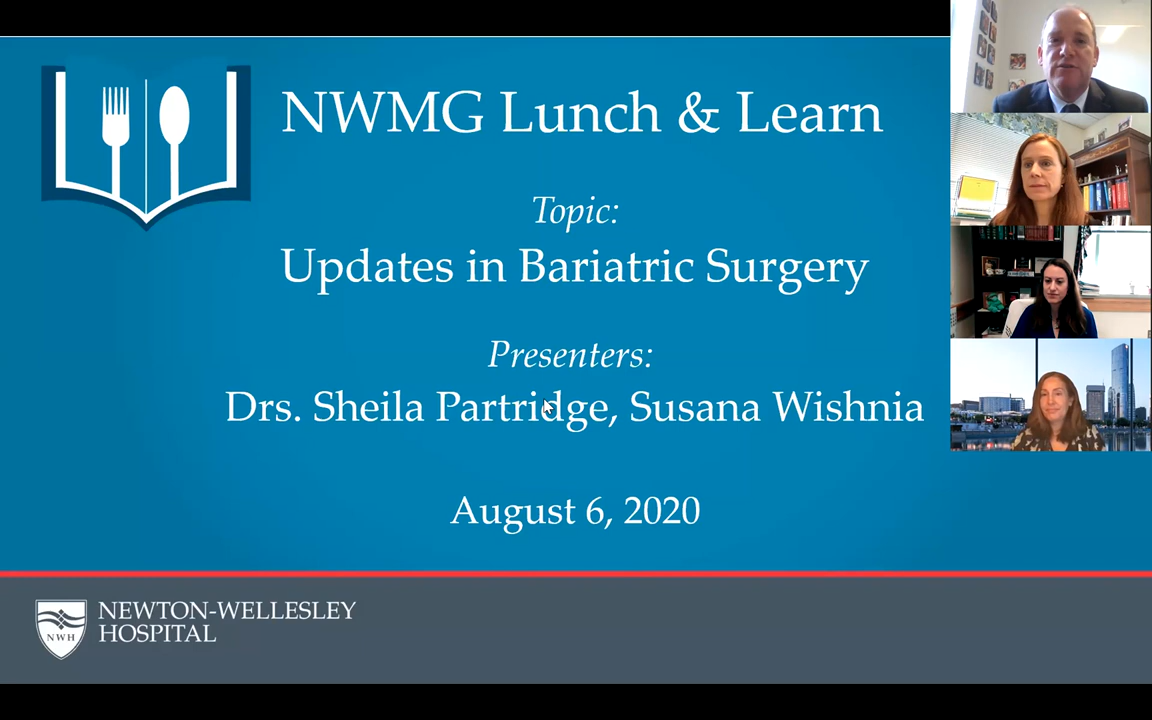 NWMG Lunch & Learn
Topic:
Updates in Bariatric Surgery
Presenters:
Drs. Sheila Partridge, Susana Wishnia
August 6, 2020
NWH
NEWTON-WELLESLEY
HOSPITAL